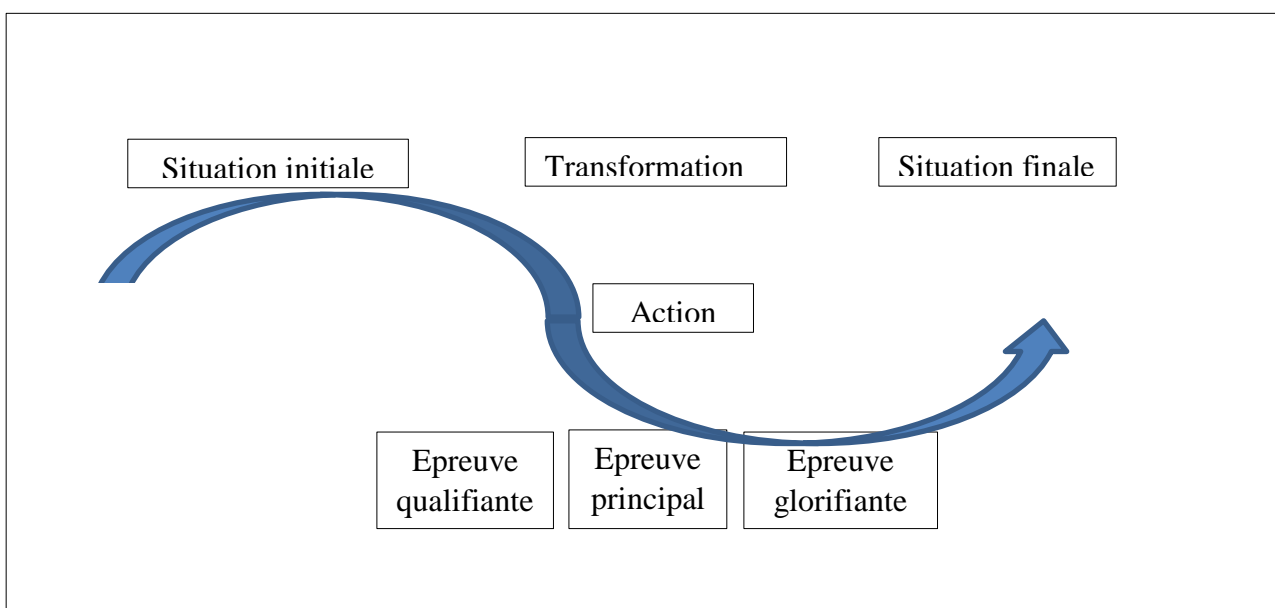 Situation initiale
Transformation
Situation finale
Action
Epreuve
qualifiante
Epreuve
principal
Epreuve
glorifiante